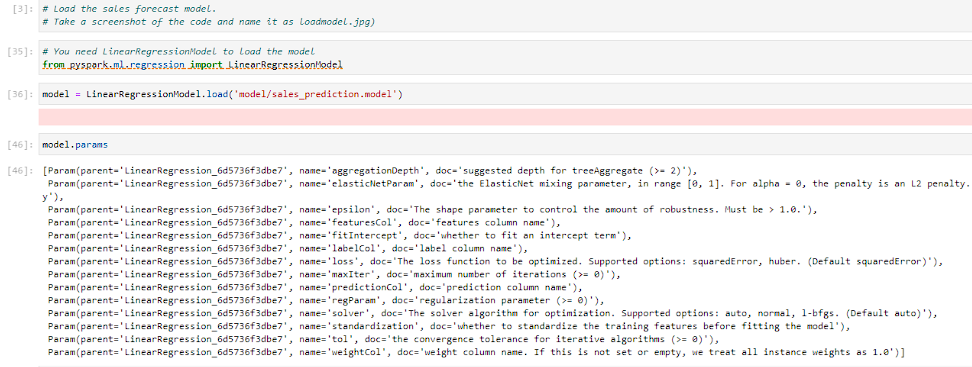 [3]: # Load the sales forecast model.
# Take a screenshot of the code and name it as loadmodel.jpg)
[35]: # You need LinearRegressionModel to load the model
from pyspark.ml.regression import LinearRegressionModel
[36]: model = LinearRegressionModel.load('model/sales_prediction.model')
[46]: model.params
[46]: [Param(parent='LinearRegression_6d5736f3dbe7', name='aggregationDepth', doc='suggested depth for treeAggregate (>= 2)'),
Param(parent='LinearRegression_6d5736f3dbe7', name='elasticNetParam', doc='the ElasticNet mixing parameter, in range [0, 1]. For alpha = 0, the penalty is an L2 penalty.
y'),
Param(parent='LinearRegression_6d5736f3dbe7', name='epsilon', doc='The shape parameter to control the amount of robustness. Must be > 1.0.'),
Param(parent='LinearRegression_6d5736f3dbe7', name='featuresCol', doc='features column name'),
Param(parent='LinearRegression_6d5736f3dbe7', name='fitIntercept', doc='whether to fit an intercept term'),
Param(parent='LinearRegression_6d5736f3dbe7', name='labelCol', doc='label column name'),
Param(parent='LinearRegression_6d5736f3dbe7', name='loss', doc='The loss function to be optimized. Supported options: squaredError, huber. (Default squaredError)'),
Param(parent='LinearRegression_6d5736f3dbe7', name='maxIter', doc='maximum number of iterations (>= 0)'),
Param(parent='LinearRegression_6d5736f3dbe7', name='predictionCol', doc='prediction column name'),
Param(parent='LinearRegression_6d5736f3dbe7', name='regParam', doc='regularization parameter (>= 0)'),
Param(parent='LinearRegression_6d5736f3dbe7', name='solver', doc='The solver algorithm for optimization. Supported options: auto, normal, l-bfgs. (Default auto)'),
Param(parent='LinearRegression_6d5736f3dbe7', name='standardization', doc='whether to standardize the training features before fitting the model'),
Param(parent='LinearRegression_6d5736f3dbe7', name='tol', doc='the convergence tolerance for iterative algorithms (>= 0)'),
Param(parent='LinearRegression_6d5736f3dbe7', name='weightCol', doc='weight column name. If this is not set or empty, we treat all instance weights as 1.0')]